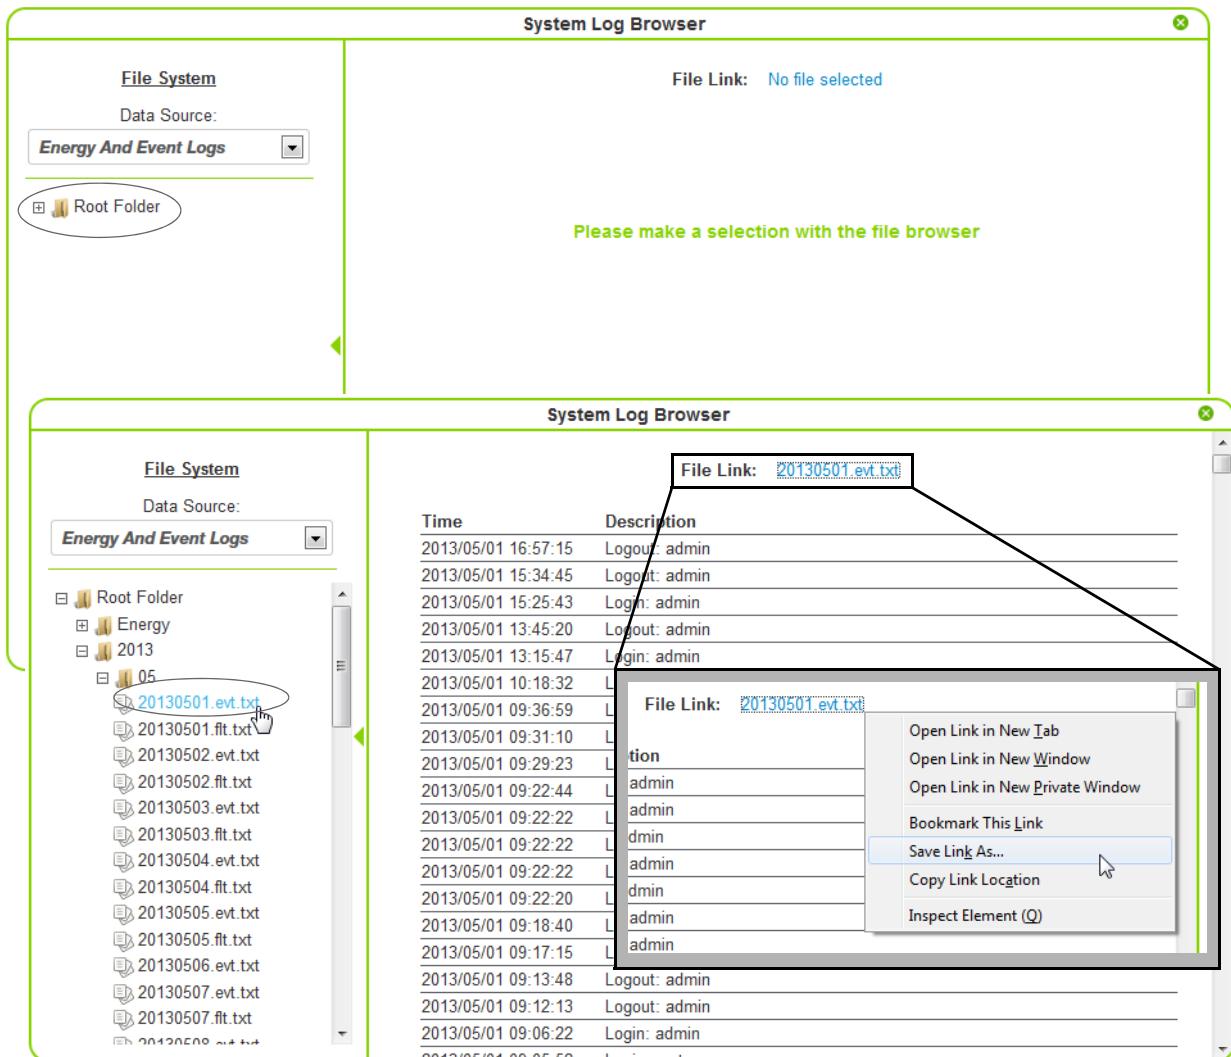 System Log Browser
File System
Data Source:
Energy And Event Logs
Root Folder
File Link: No file selected
Please make a selection with the file browser
System Log Browser
File System
Data Source:
Energy And Event Logs
Root Folder
Energy
2013
05
20130501.evt.txt
20130501.flt.txt
20130502.evt.txt
20130502.flt.txt
20130503.evt.txt
20130503.flt.txt
20130504.evt.txt
20130504.flt.txt
20130505.evt.txt
20130505.flt.txt
20130506.evt.txt
20130507.evt.txt
20130507.flt.txt
File Link: 20130501.evt.txt
Time Description
2013/05/01 16:57:15 Logout: admin
2013/05/01 15:34:45 Logout: admin
2013/05/01 15:25:43 Login: admin
2013/05/01 13:45:20 Logout: admin
2013/05/01 13:15:47 Login: admin
2013/05/01 10:18:32 L
2013/05/01 09:36:59 L
2013/05/01 09:31:10 L
2013/05/01 09:29:23 L
2013/05/01 09:22:44 L
2013/05/01 09:22:22 L
2013/05/01 09:22:22 L
2013/05/01 09:22:22 L
2013/05/01 09:22:20 L
2013/05/01 09:18:40 L
2013/05/01 09:17:15 L
2013/05/01 09:13:48 Logout: admin
2013/05/01 09:12:13 Logout: admin
2013/05/01 09:06:22 Login: admin
File Link: 20130501.evt.txt
tion
admin
admin
dmin
admin
dmin
admin
admin
Open Link in New Tab
Open Link in New Window
Open Link in New Private Window
Bookmark This Link
Save Link As...
Copy Link Location
Inspect Element (Q)